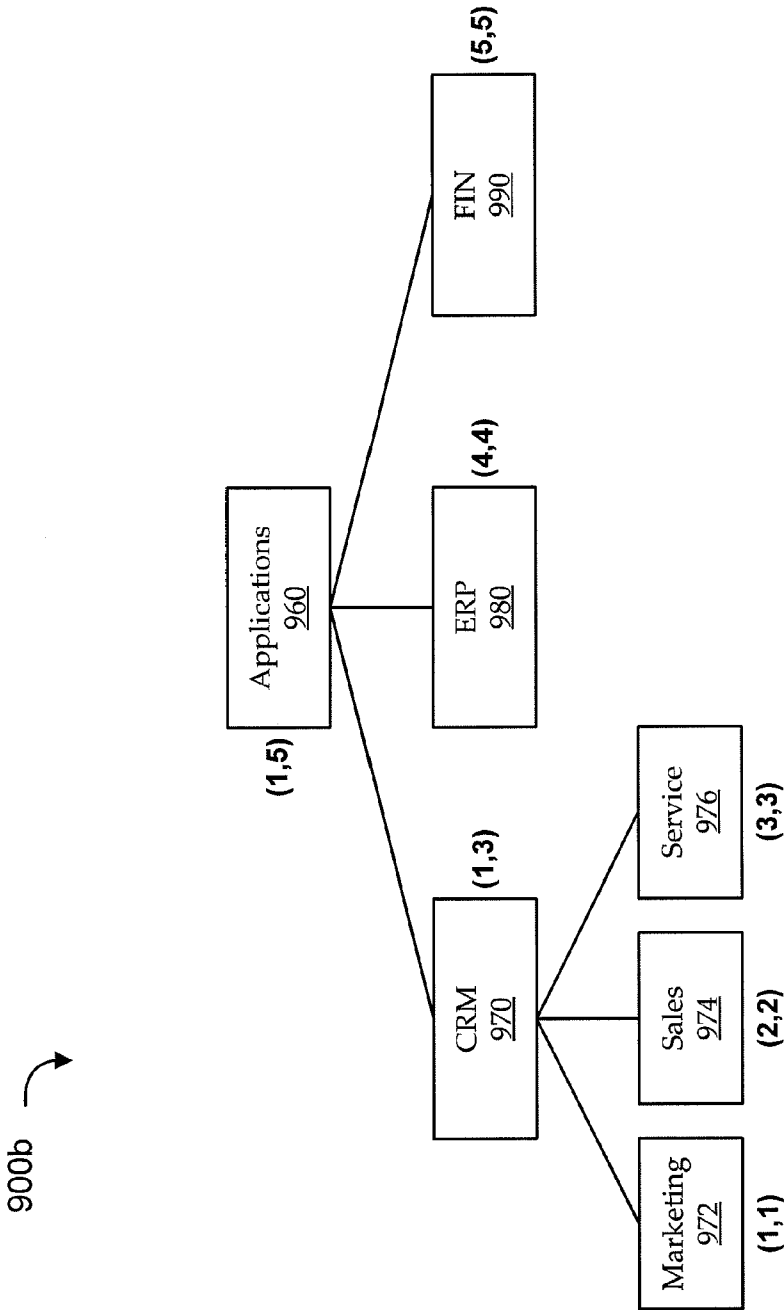 900b
Applications
960
(1,5)
CRM
970
(1,3)
ERP
980
(4,4)
FIN
990
(5,5)
Marketing
972
(1,1)
Sales
974
(2,2)
Service
976
(3,3)